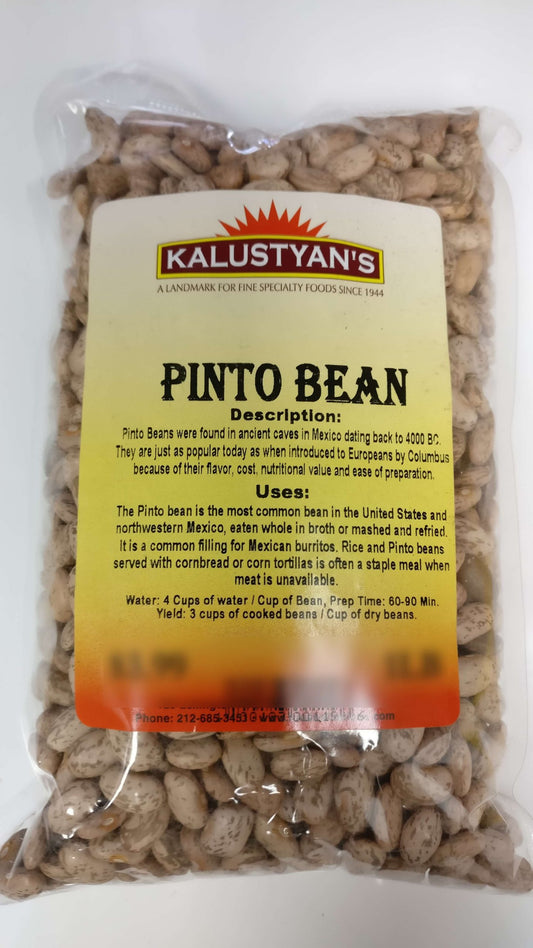 KALUSTYAN'S
A LANDMARK FOR FINE SPECIALTY FOODS SINCE 1944
PINTO BEAN
Description:
Pinto Beans were found in ancient caves in Mexico dating back to 4000 BC.
They are just as popular today as when introduced to Europeans by Columbus
because of their flavor, cost, nutritional value and ease of preparation.
Uses:
The Pinto bean is the most common bean in the United States and
northwestern Mexico, eaten whole in broth or mashed and refried.
It is a common filling for Mexican burritos. Rice and Pinto beans
served with cornbread or corn tortillas is often a staple meal when
meat is unavailable.
Water: 4 Cups of water / Cup of Bean, Prep Time: 60-90 Min.
Yield: 3 cups of cooked beans / Cup of dry beans.
Phone: 212-685-3451